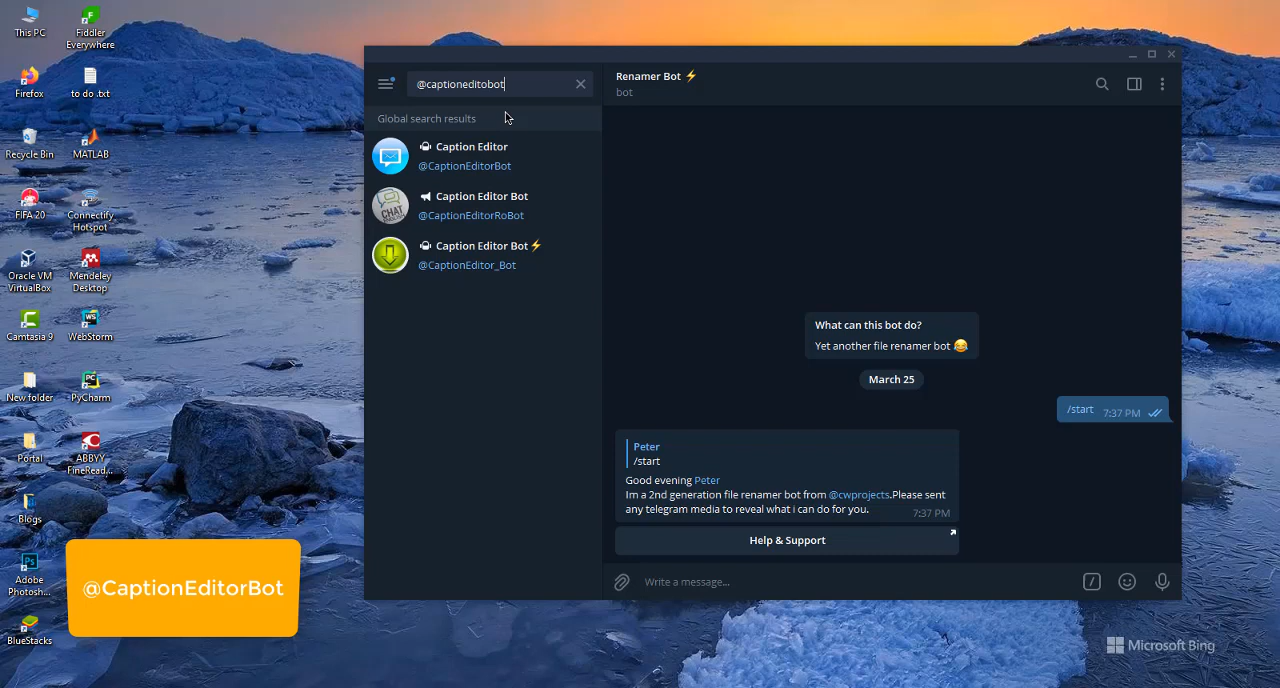 This PC
Fiddler
Everywhere
Firefox
to do .txt
Recycle Bin
MATLAB
FIFA 20
Connectify
Hotspot
Oracle VM
VirtualBox
Mendeley
Desktop
Camtasia 9
WebStorm
New folder
PyCharm
Portal
ABBYY
FineRead...
Blogs
Adobe
Photosh...
BlueStacks
@CaptionEditorBot
@captioneditobot
Global search results
Caption Editor
@CaptionEditorBot
Caption Editor Bot
@CaptionEditorRoBot
Caption Editor Bot⚡
@CaptionEditor_Bot
Renamer Bot ⚡
bot
What can this bot do?
Yet another file renamer bot 😂
March 25
/start 7:37 PM
Peter
/start
Good evening Peter
Im a 2nd generation file renamer bot from @cwprojects.Please sent
any telegram media to reveal what i can do for you. 7:37 PM
Help & Support
Write a message...
Microsoft Bing